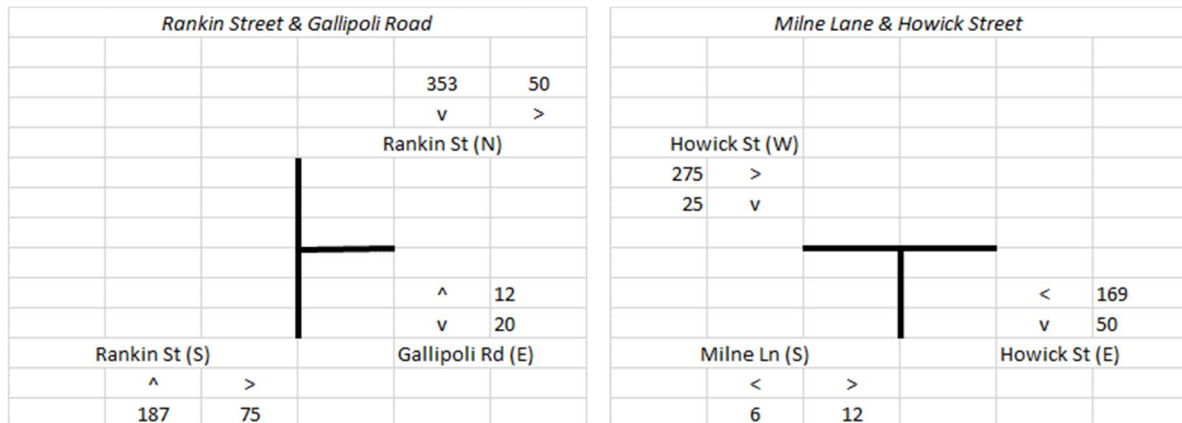 Rankin Street & Gallipoli Road
353 50
v >
Rankin St (N)
^ 12
v 20
Rankin St (S) Gallipoli Rd (E)
^ >
187 75
Milne Lane & Howick Street
Howick St (W)
275 >
25 v
< 169
v 50
Milne Ln (S) Howick St (E)
< >
6 12